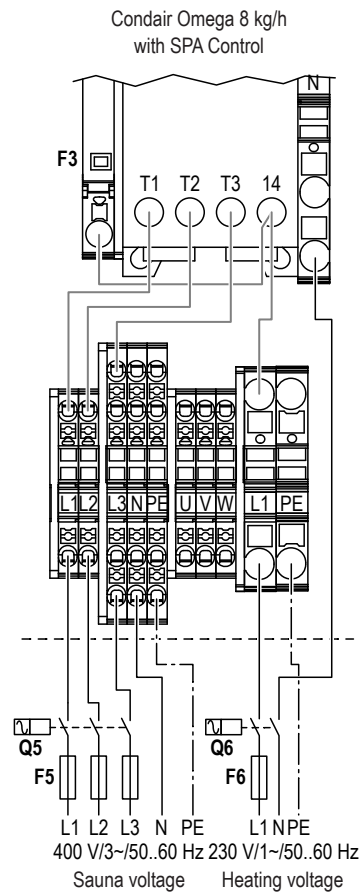 Condair Omega 8 kg/h
with SPA Control
N
F3
T1 T2 T3 14
L1 L2 L3 N PE U V W L1 PE
Q5 Q6
F5 F6
L1 L2 L3 N PE L1 N PE
400 V/3~/50..60 Hz 230 V/1~/50..60 Hz
Sauna voltage Heating voltage